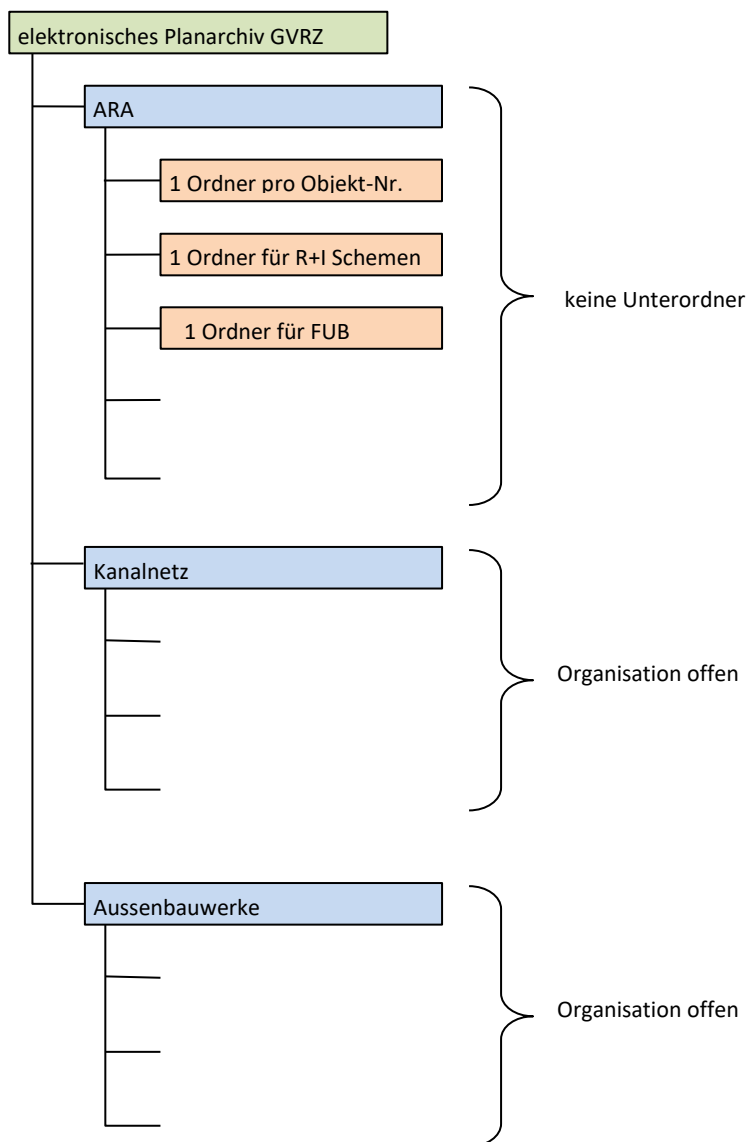 elektronisches Planarchiv GVRZ
ARA
1 Ordner pro Objekt-Nr.
1 Ordner für R+I Schemen
keine Unterordner
1 Ordner für FUB
Kanalnetz
Organisation offen
Aussenbauwerke
Organisation offen